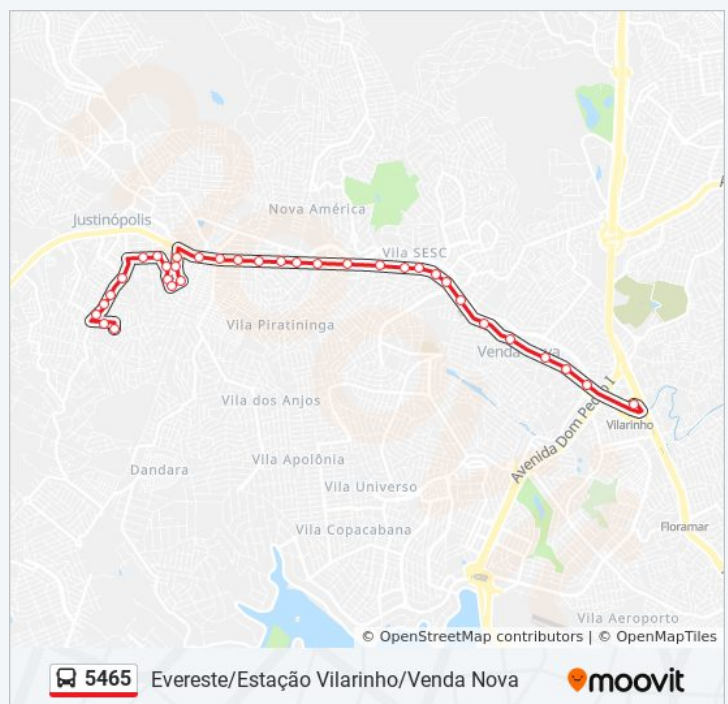 Nova América
Justinópolis
Vila SESC
Vila Piratininga
Venda Nova
Vila dos Anjos
Avenida Dom Pedro I
Vilarinho
Vila Apolônia
Dandara
Vila Universo
Vila Copacabana
Floramar
Vila Aeroporto
© OpenStreetMap contributors | © OpenMapTiles
5465 Evereste/Estação Vilarinho/Venda Nova moovit